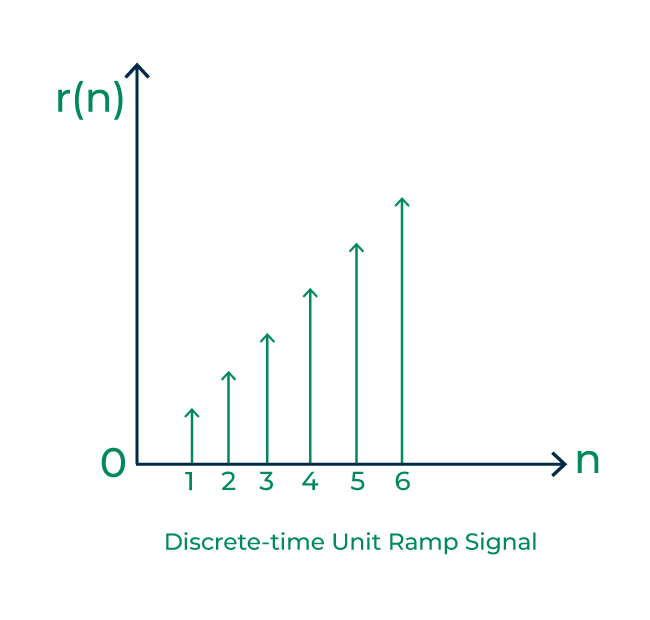 r(n)
0
n
1 2 3 4 5 6
Discrete-time Unit Ramp Signal